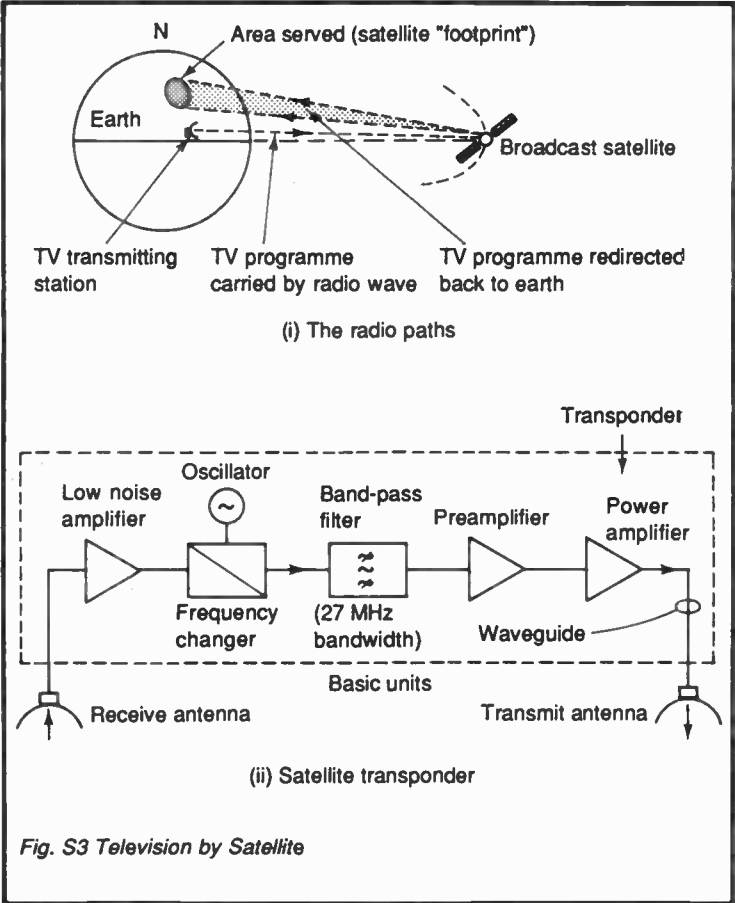 N
Area served (satellite "footprint")
Earth
Broadcast satellite
TV transmitting
station
TV programme
carried by radio wave
TV programme redirected
back to earth
(i) The radio paths
Transponder
Oscillator
Low noise
amplifier
Band-pass
filter
Preamplifier
Power
amplifier
Frequency
changer
(27 MHz
bandwidth)
Waveguide
Basic units
Receive antenna
Transmit antenna
(ii) Satellite transponder
Fig. S3 Television by Satellite